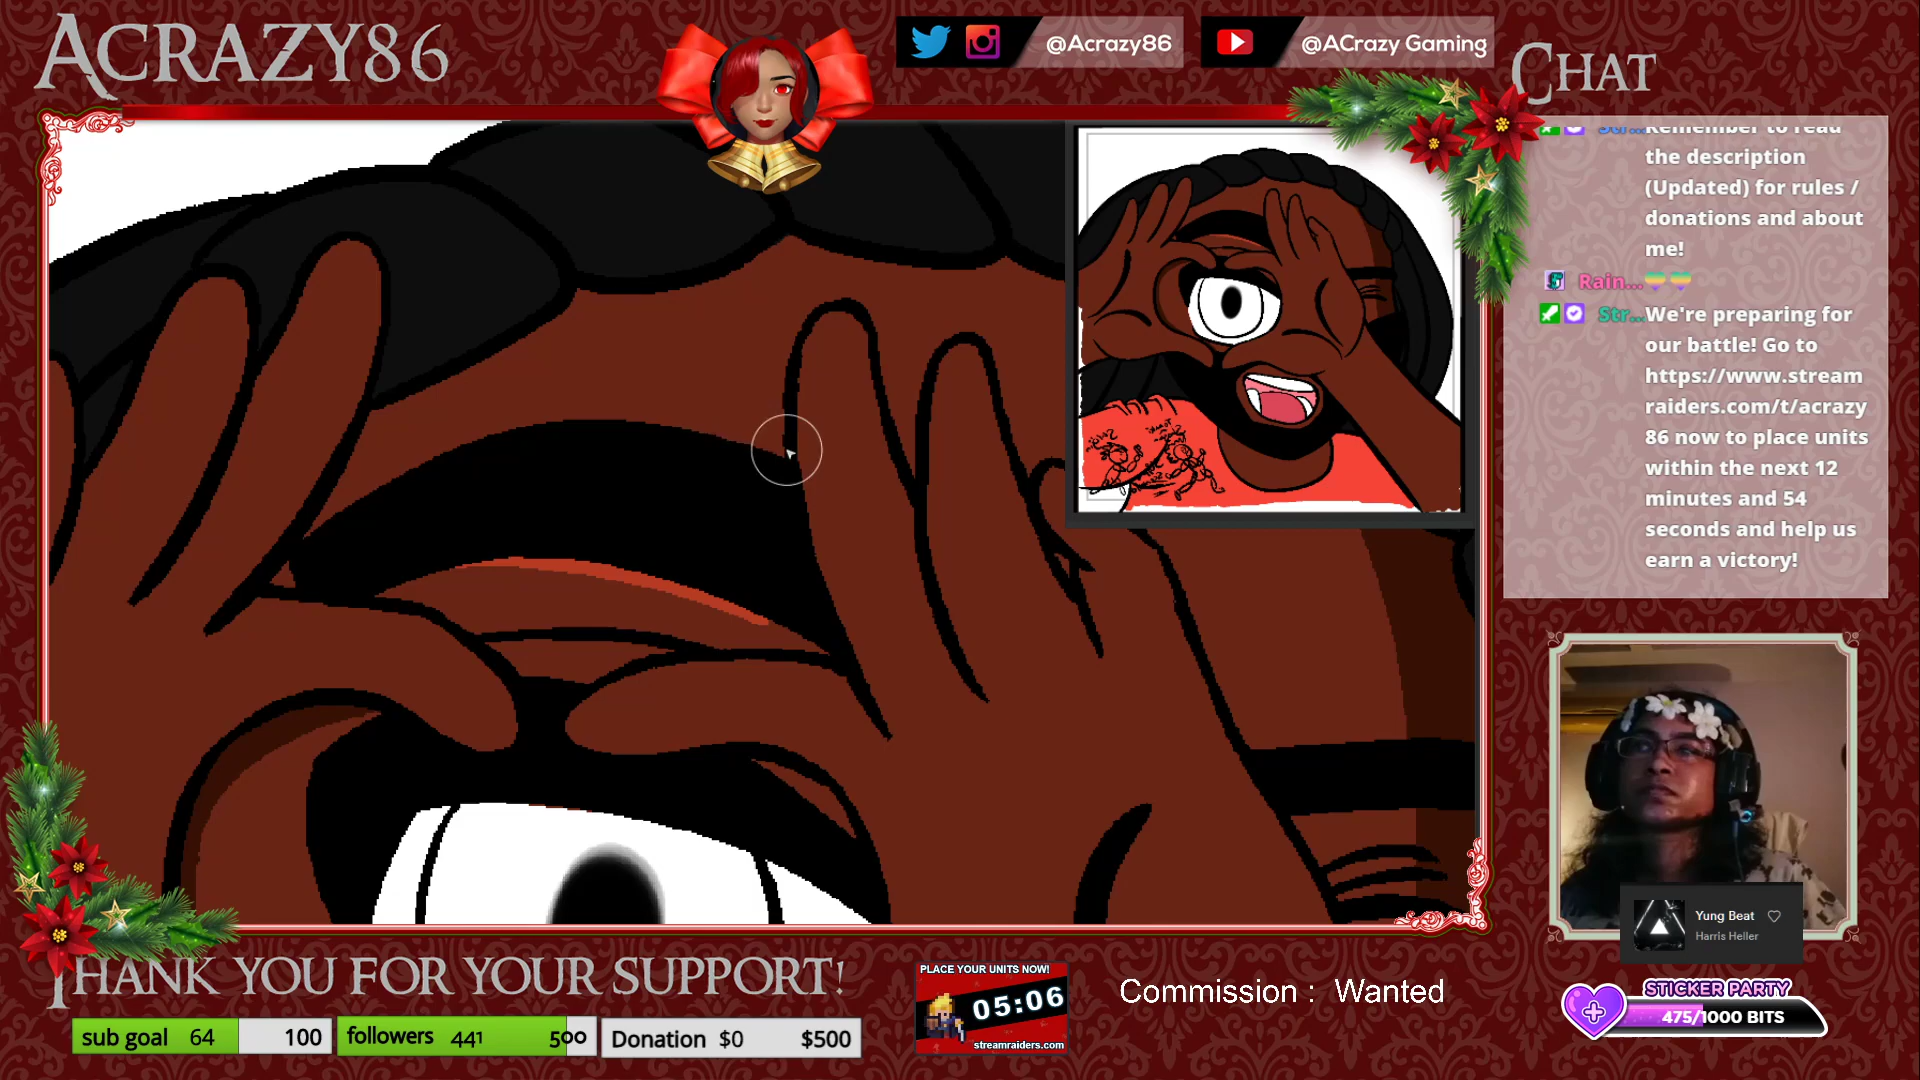 ACRAZY86
@Acrazy86
@ACrazy Gaming
CHAT
Str...Remember to read
the description
(Updated) for rules /
donations and about
me!
Rain...
Str...We're preparing for
our battle! Go to
https://www.stream
raiders.com/t/acrazy
86 now to place units
within the next 12
minutes and 54
seconds and help us
earn a victory!
Yung Beat
Harris Heller
THANK YOU FOR YOUR SUPPORT!
sub goal 64 100
followers 441 500
Donation $0 $500
PLACE YOUR UNITS NOW!
05:06
streamraiders.com
Commission : Wanted
STICKER PARTY
475/1000 BITS